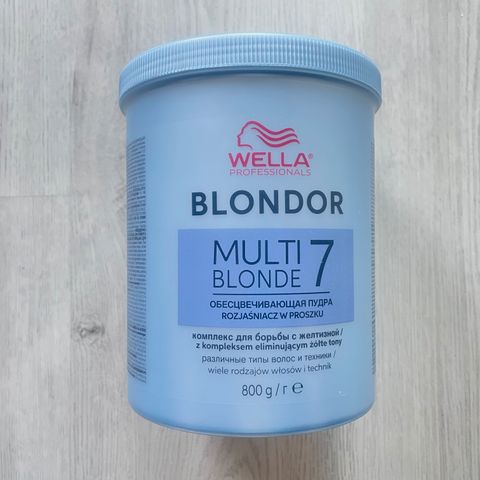 WELLA®
PROFESSIONALS
BLONDOR
MULTI 7
BLONDE
ОБЕСЦВЕЧИВАЮЩАЯ ПУДРА
ROZJAŚNIACZ W PROSZKU
комплекс для борьбы с желтизной /
z kompleksem eliminującym żółte tony
различные типы волос и техники /
wiele rodzajów włosów i technik
800 g / г ℮